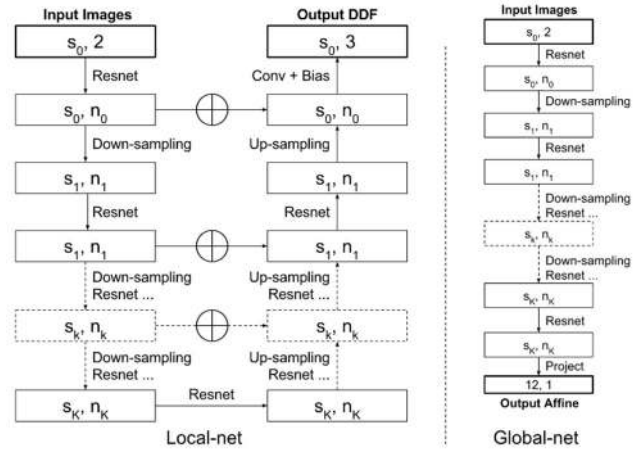 Input Images
s₀, 2
Resnet
s₀, n₀
Down-sampling
s₁, n₁
Resnet
s₁, n₁
Down-sampling
Resnet ...
sₖ, nₖ
Down-sampling
Resnet ...
s_K, n_K
Resnet
Output DDF
s₀, 3
Conv + Bias
s₀, n₀
Up-sampling
s₁, n₁
Resnet
s₁, n₁
Up-sampling
Resnet ...
sₖ, nₖ
Up-sampling
Resnet ...
s_K, n_K
Local-net
Input Images
s₀, 2
Resnet
s₀, n₀
Down-sampling
s₁, n₁
Resnet
s₁, n₁
Down-sampling
Resnet ...
sₖ, nₖ
Down-sampling
Resnet ...
s_K, n_K
Resnet
s_K, n_K
Project
12, 1
Output Affine
Global-net